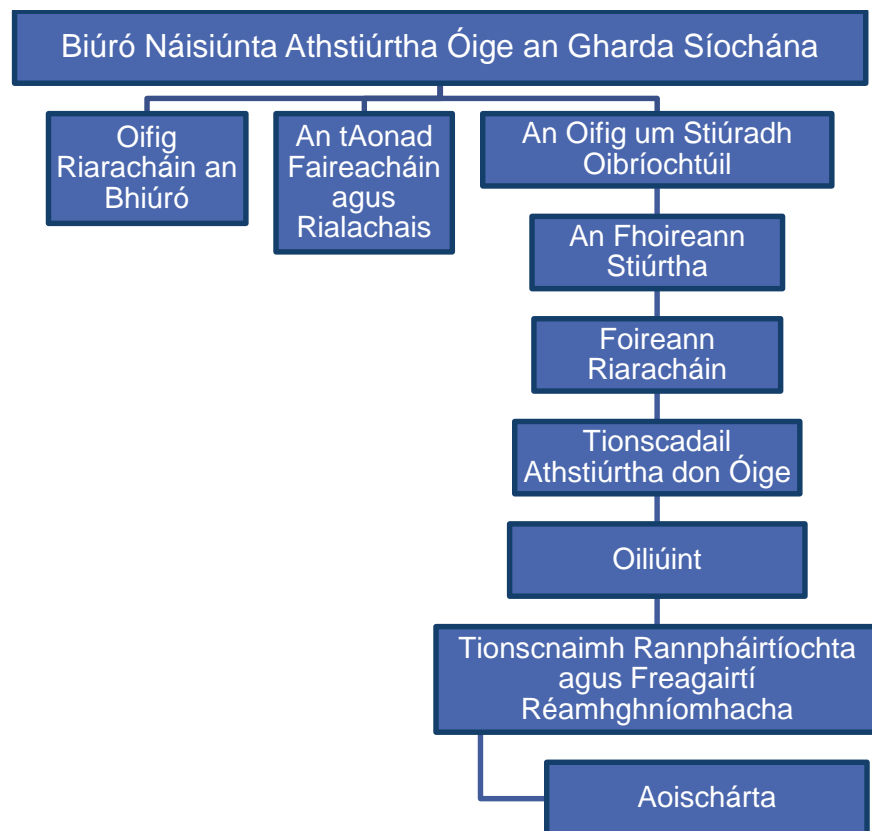 Biúró Náisiúnta Athstiúrtha Óige an Gharda Síochána
Oifig
Riaracháin an
Bhiúró
An tAonad
Faireacháin
agus
Rialachais
An Oifig um Stiúradh
Oibríochtúil
An Fhoireann
Stiúrtha
Foireann
Riaracháin
Tionscadail
Athstiúrtha don Óige
Oiliúint
Tionscnaimh Rannpháirtíochta
agus Freagairtí
Réamhghníomhacha
Aoischárta